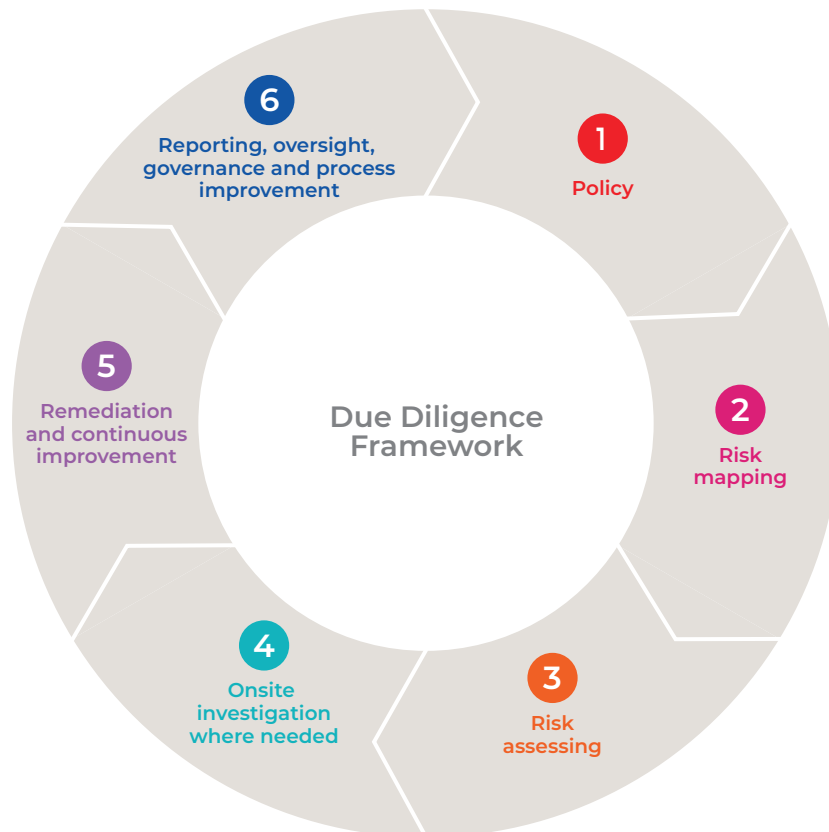 1
Policy
2
Risk
mapping
3
Risk
assessing
4
Onsite
investigation
where needed
5
Remediation
and continuous
improvement
6
Reporting, oversight,
governance and process
improvement
Due Diligence
Framework